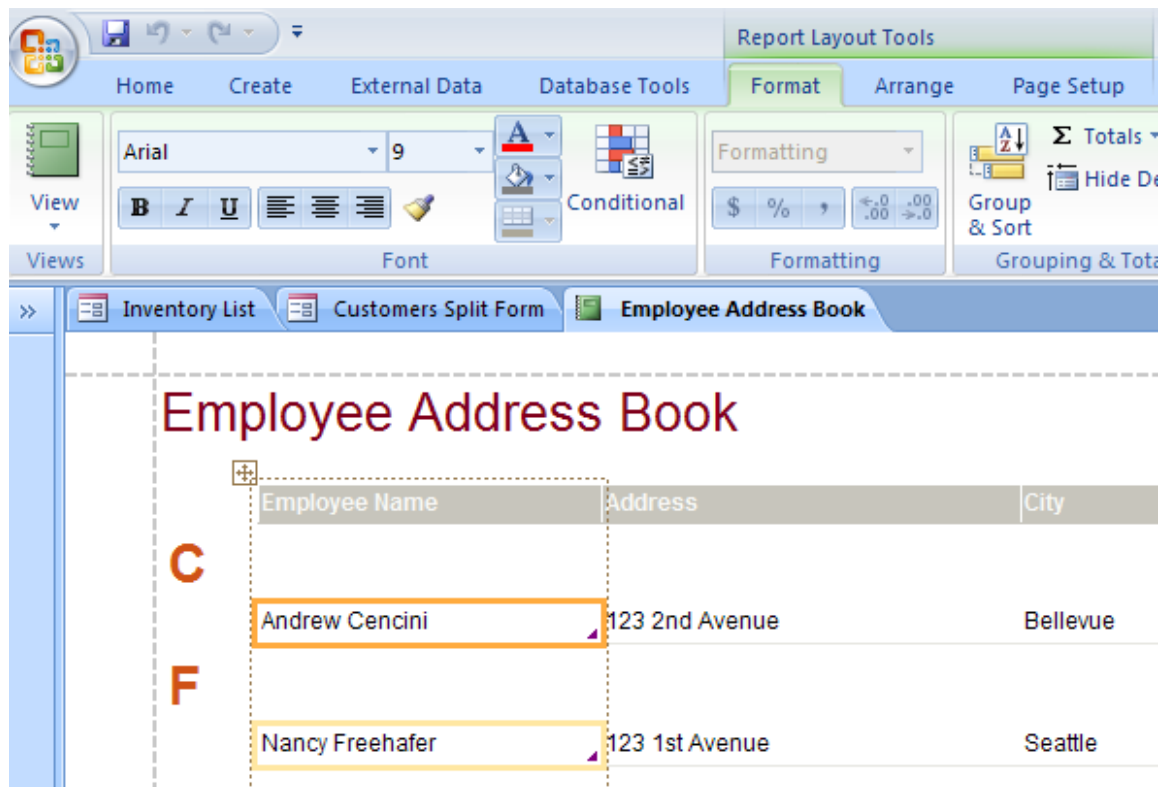 Report Layout Tools
Home Create External Data Database Tools Format Arrange Page Setup
Arial 9 A Formatting Σ Totals
View B I U Conditional $ % , Group & Sort Hide De
Views Font Formatting Grouping & Tota
Inventory List Customers Split Form Employee Address Book
Employee Address Book
Employee Name Address City
C
Andrew Cencini 123 2nd Avenue Bellevue
F
Nancy Freehafer 123 1st Avenue Seattle